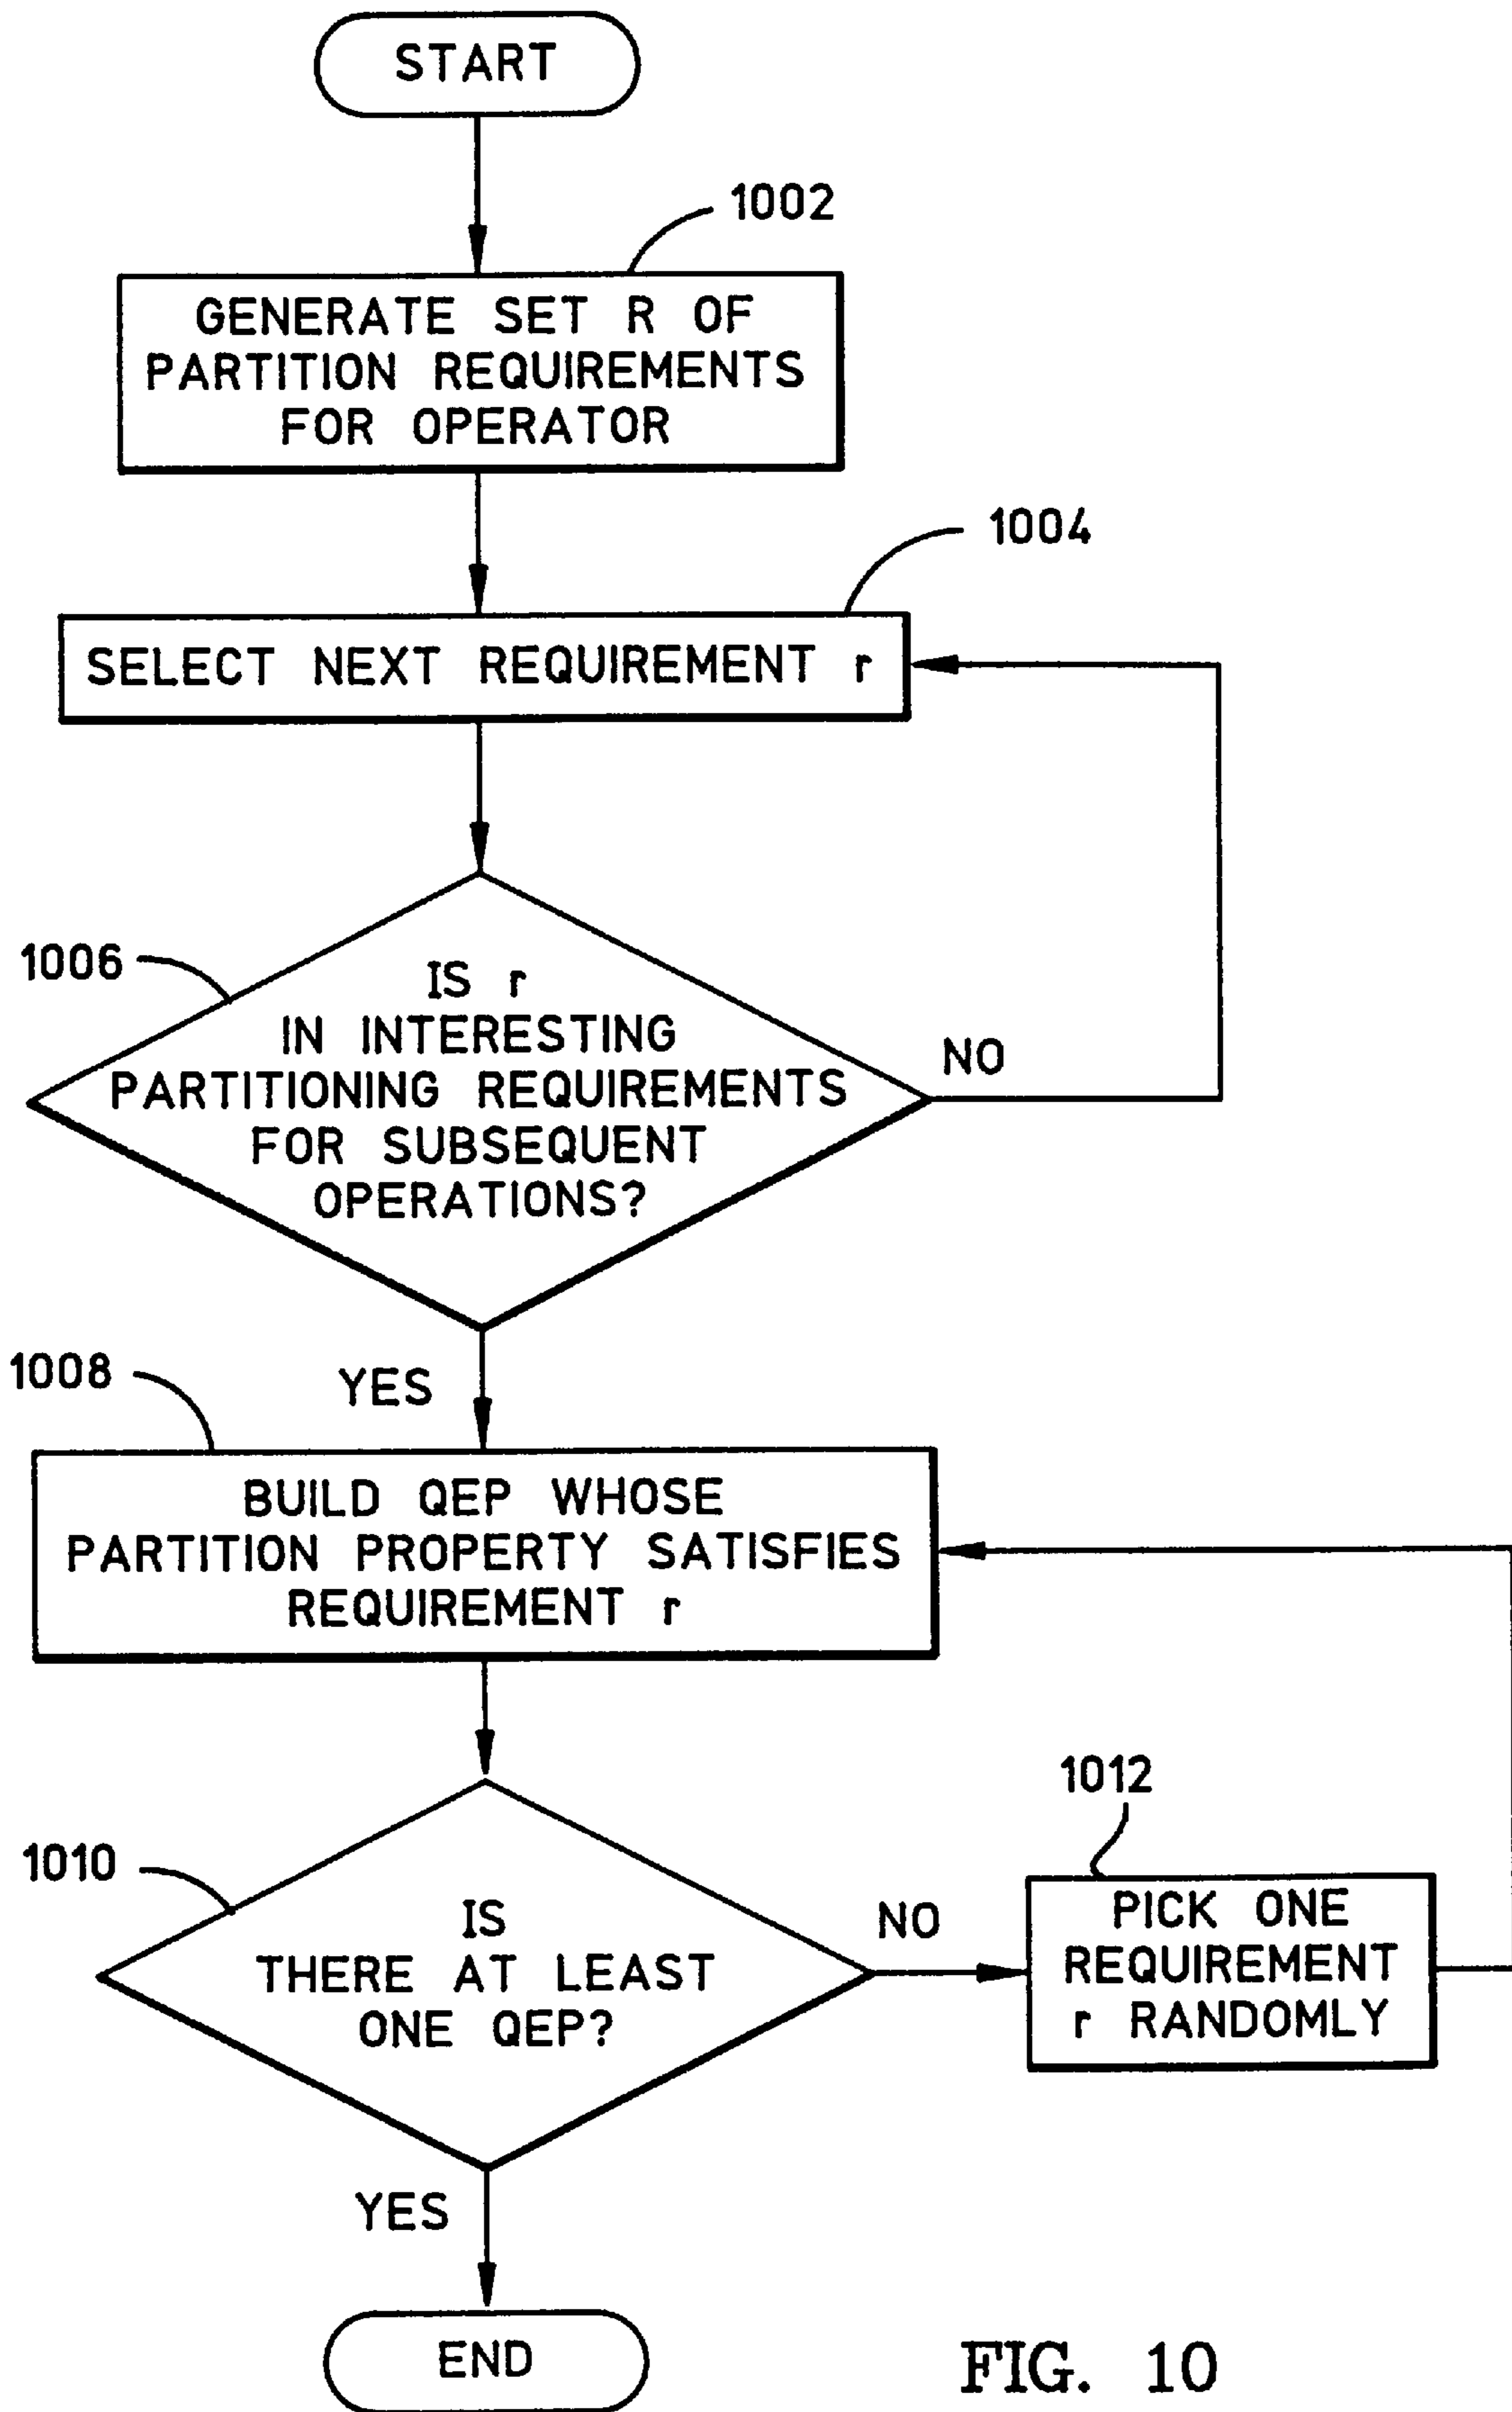 START
1002
GENERATE SET R OF
PARTITION REQUIREMENTS
FOR OPERATOR
1004
SELECT NEXT REQUIREMENT r
1006
IS r
IN INTERESTING
PARTITIONING REQUIREMENTS
FOR SUBSEQUENT
OPERATIONS?
NO
YES
1008
BUILD QEP WHOSE
PARTITION PROPERTY SATISFIES
REQUIREMENT r
1010
IS
THERE AT LEAST
ONE QEP?
NO
1012
PICK ONE
REQUIREMENT
r RANDOMLY
YES
END
FIG. 10